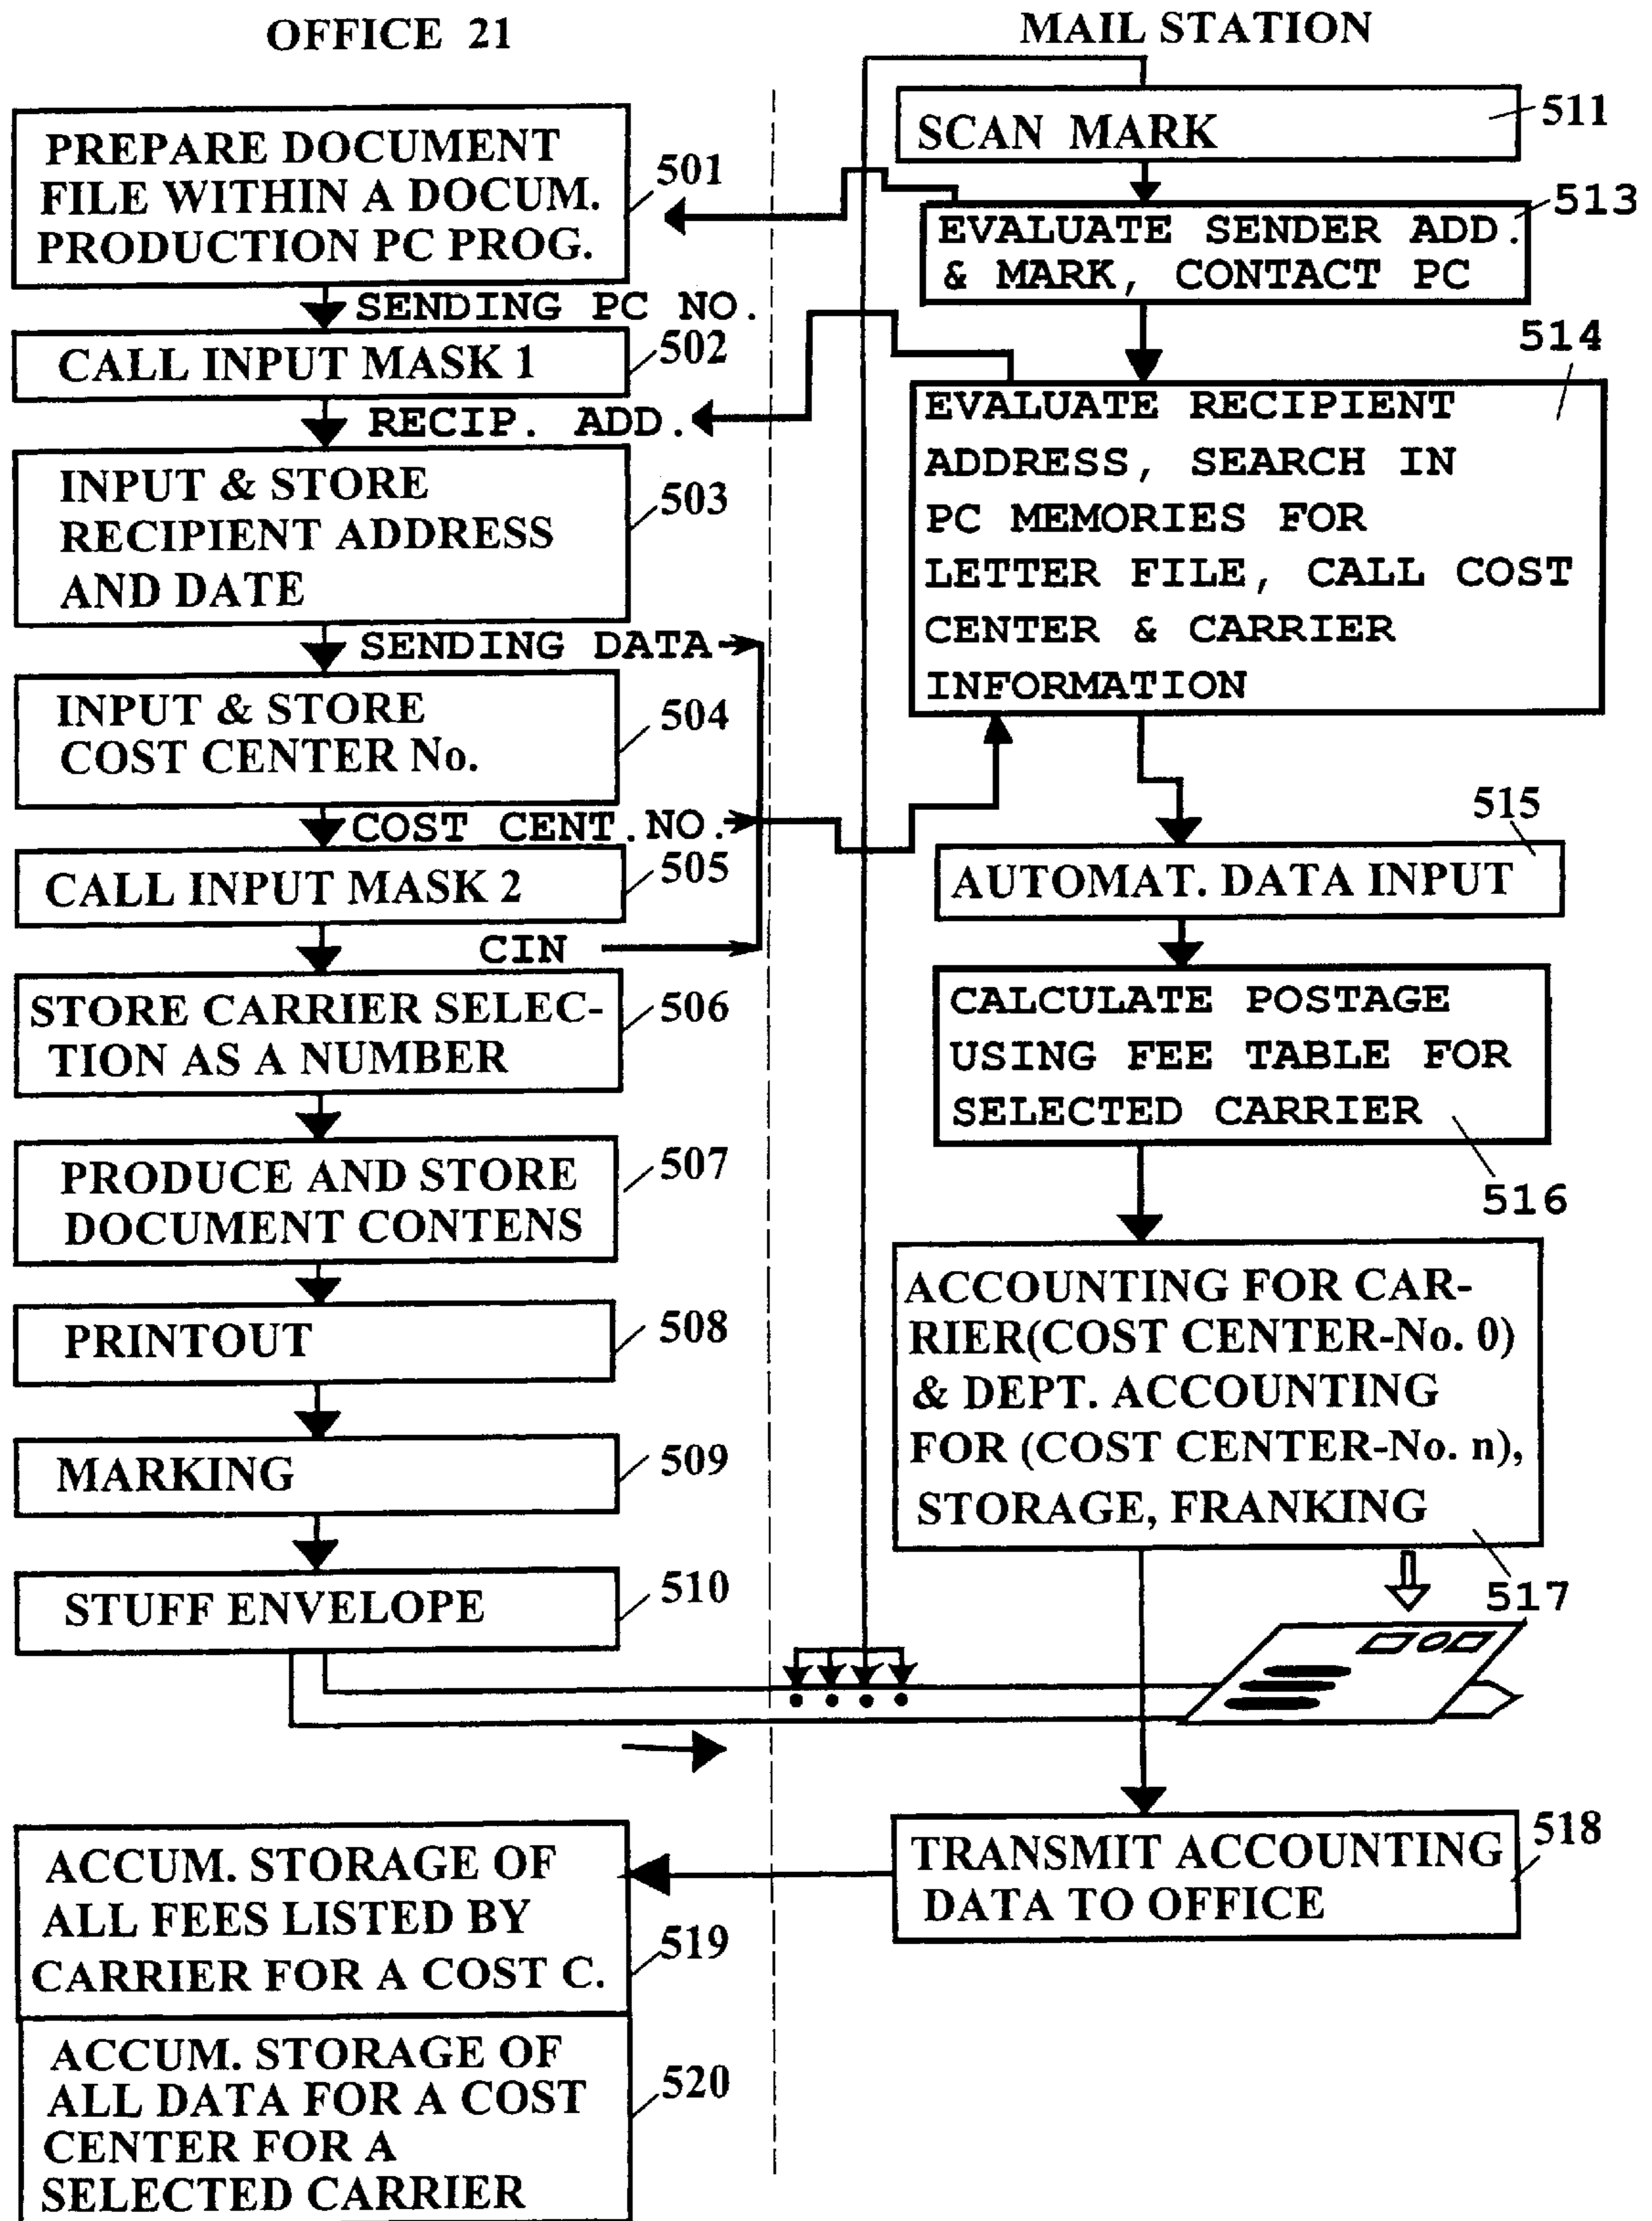 OFFICE 21
PREPARE DOCUMENT
FILE WITHIN A DOCUM.
PRODUCTION PC PROG.
501
SENDING PC NO.
CALL INPUT MASK 1
502
RECIP. ADD.
INPUT & STORE
RECIPIENT ADDRESS
AND DATE
503
SENDING DATA
INPUT & STORE
COST CENTER No.
504
COST CENT.NO.
CALL INPUT MASK 2
505
CIN
STORE CARRIER SELEC-
TION AS A NUMBER
506
PRODUCE AND STORE
DOCUMENT CONTENS
507
PRINTOUT
508
MARKING
509
STUFF ENVELOPE
510
MAIL STATION
SCAN MARK
511
EVALUATE SENDER ADD.
& MARK, CONTACT PC
513
EVALUATE RECIPIENT
ADDRESS, SEARCH IN
PC MEMORIES FOR
LETTER FILE, CALL COST
CENTER & CARRIER
INFORMATION
514
AUTOMAT. DATA INPUT
515
CALCULATE POSTAGE
USING FEE TABLE FOR
SELECTED CARRIER
516
ACCOUNTING FOR CAR-
RIER(COST CENTER-No. 0)
& DEPT. ACCOUNTING
FOR (COST CENTER-No. n),
STORAGE, FRANKING
517
TRANSMIT ACCOUNTING
DATA TO OFFICE
518
ACCUM. STORAGE OF
ALL FEES LISTED BY
CARRIER FOR A COST C.
519
ACCUM. STORAGE OF
ALL DATA FOR A COST
CENTER FOR A
SELECTED CARRIER
520